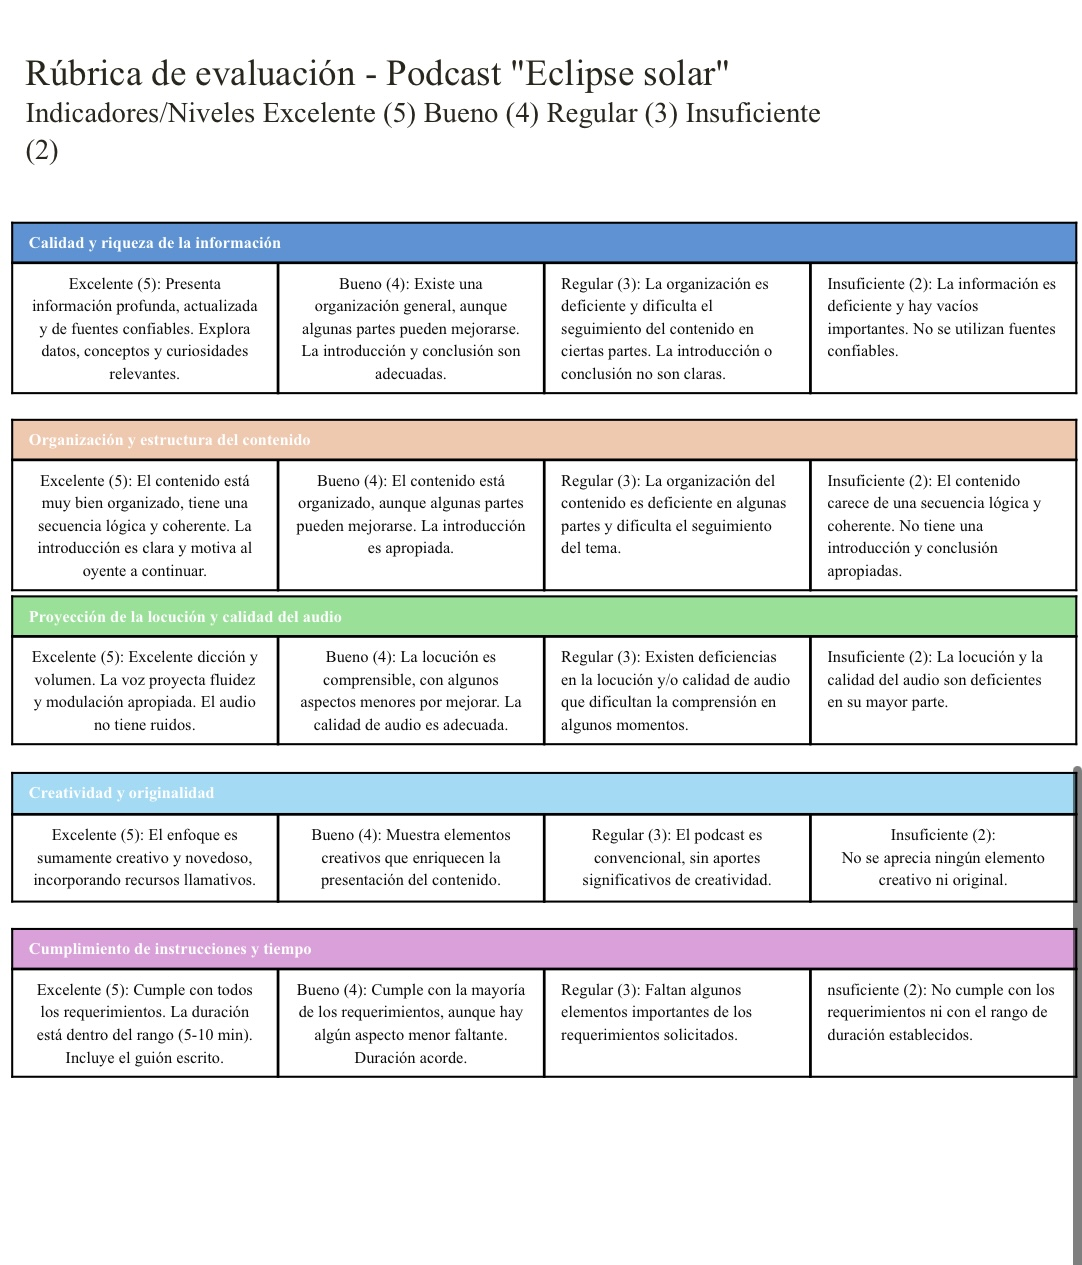 Rúbrica de evaluación - Podcast "Eclipse solar"
Indicadores/Niveles Excelente (5) Bueno (4) Regular (3) Insuficiente
(2)
Calidad y riqueza de la información
Excelente (5): Presenta
información profunda, actualizada
y de fuentes confiables. Explora
datos, conceptos y curiosidades
relevantes.
Bueno (4): Existe una
organización general, aunque
algunas partes pueden mejorarse.
La introducción y conclusión son
adecuadas.
Regular (3): La organización es
deficiente y dificulta el
seguimiento del contenido en
ciertas partes. La introducción o
conclusión no son claras.
Insuficiente (2): La información es
deficiente y hay vacíos
importantes. No se utilizan fuentes
confiables.
Organización y estructura del contenido
Excelente (5): El contenido está
muy bien organizado, tiene una
secuencia lógica y coherente. La
introducción es clara y motiva al
oyente a continuar.
Bueno (4): El contenido está
organizado, aunque algunas partes
pueden mejorarse. La introducción
es apropiada.
Regular (3): La organización del
contenido es deficiente en algunas
partes y dificulta el seguimiento
del tema.
Insuficiente (2): El contenido
carece de una secuencia lógica y
coherente. No tiene una
introducción y conclusión
apropiadas.
Proyección de la locución y calidad del audio
Excelente (5): Excelente dicción y
volumen. La voz proyecta fluidez
y modulación apropiada. El audio
no tiene ruidos.
Bueno (4): La locución es
comprensible, con algunos
aspectos menores por mejorar. La
calidad de audio es adecuada.
Regular (3): Existen deficiencias
en la locución y/o calidad de audio
que dificultan la comprensión en
algunos momentos.
Insuficiente (2): La locución y la
calidad del audio son deficientes
en su mayor parte.
Creatividad y originalidad
Excelente (5): El enfoque es
sumamente creativo y novedoso,
incorporando recursos llamativos.
Bueno (4): Muestra elementos
creativos que enriquecen la
presentación del contenido.
Regular (3): El podcast es
convencional, sin aportes
significativos de creatividad.
Insuficiente (2):
No se aprecia ningún elemento
creativo ni original.
Cumplimiento de instrucciones y tiempo
Excelente (5): Cumple con todos
los requerimientos. La duración
está dentro del rango (5-10 min).
Incluye el guión escrito.
Bueno (4): Cumple con la mayoría
de los requerimientos, aunque hay
algún aspecto menor faltante.
Duración acorde.
Regular (3): Faltan algunos
elementos importantes de los
requerimientos solicitados.
nsuficiente (2): No cumple con los
requerimientos ni con el rango de
duración establecidos.